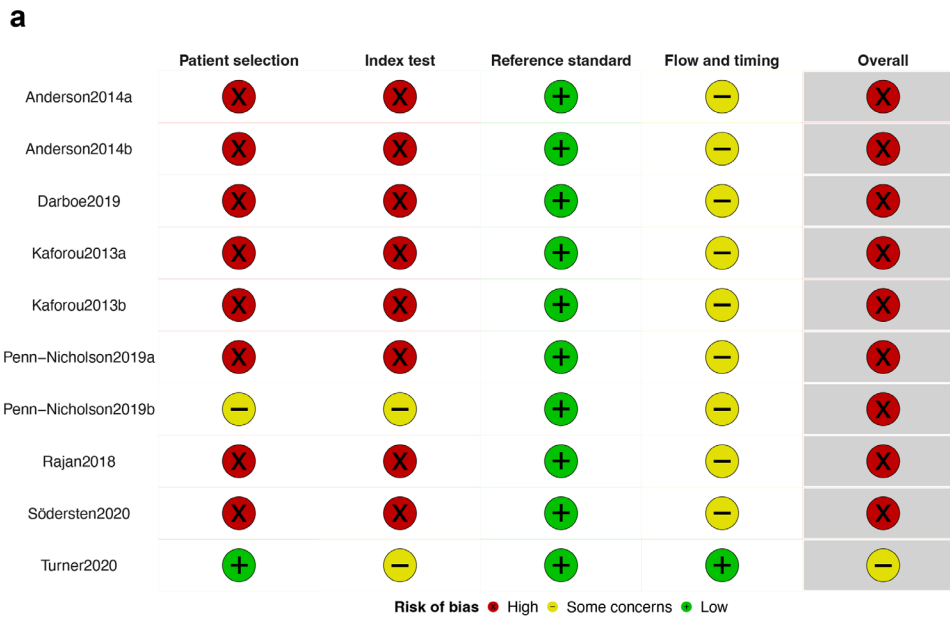 a
Patient selection Index test Reference standard Flow and timing Overall
Anderson2014a X X + − X
Anderson2014b X X + − X
Darboe2019 X X + − X
Kaforou2013a X X + − X
Kaforou2013b X X + − X
Penn−Nicholson2019a X X + − X
Penn−Nicholson2019b − − + − X
Rajan2018 X X + − X
Södersten2020 X X + − X
Turner2020 + − + + −
Risk of bias X High − Some concerns + Low